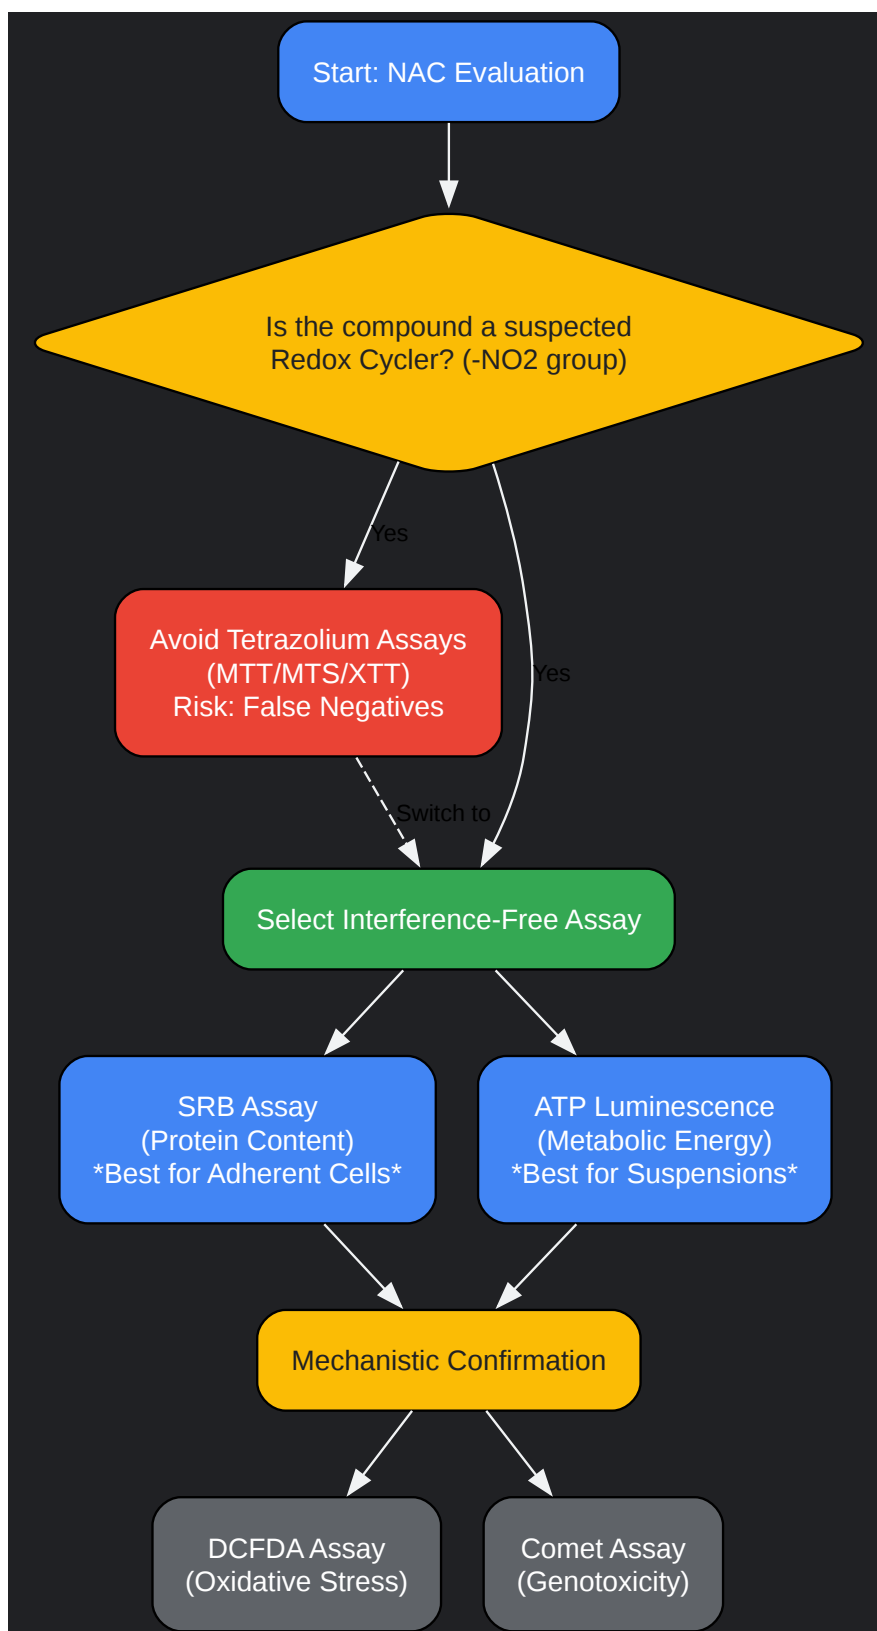 Start: NAC Evaluation
Is the compound a suspected
Redox Cycler? (-NO2 group)
Yes
Avoid Tetrazolium Assays
(MTT/MTS/XTT)
Risk: False Negatives
Yes
Switch to
Select Interference-Free Assay
SRB Assay
(Protein Content)
*Best for Adherent Cells*
ATP Luminescence
(Metabolic Energy)
*Best for Suspensions*
Mechanistic Confirmation
DCFDA Assay
(Oxidative Stress)
Comet Assay
(Genotoxicity)